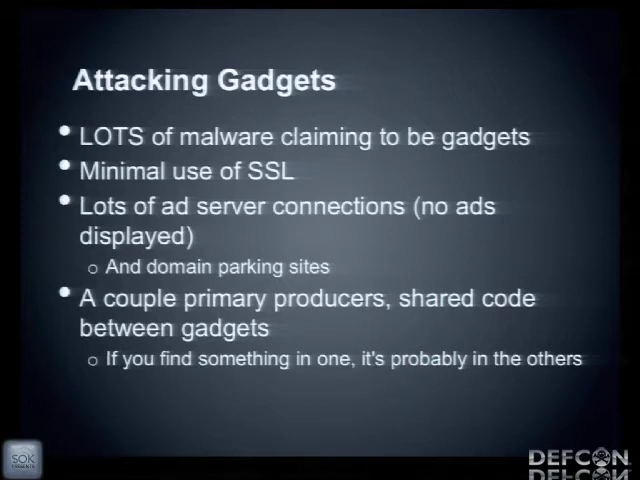 Attacking Gadgets
• LOTS of malware claiming to be gadgets
• Minimal use of SSL
• Lots of ad server connections (no ads
displayed)
o And domain parking sites
• A couple primary producers, shared code
between gadgets
o If you find something in one, it's probably in the others
SOK
PRESENTS
DEFCON
DEFCON